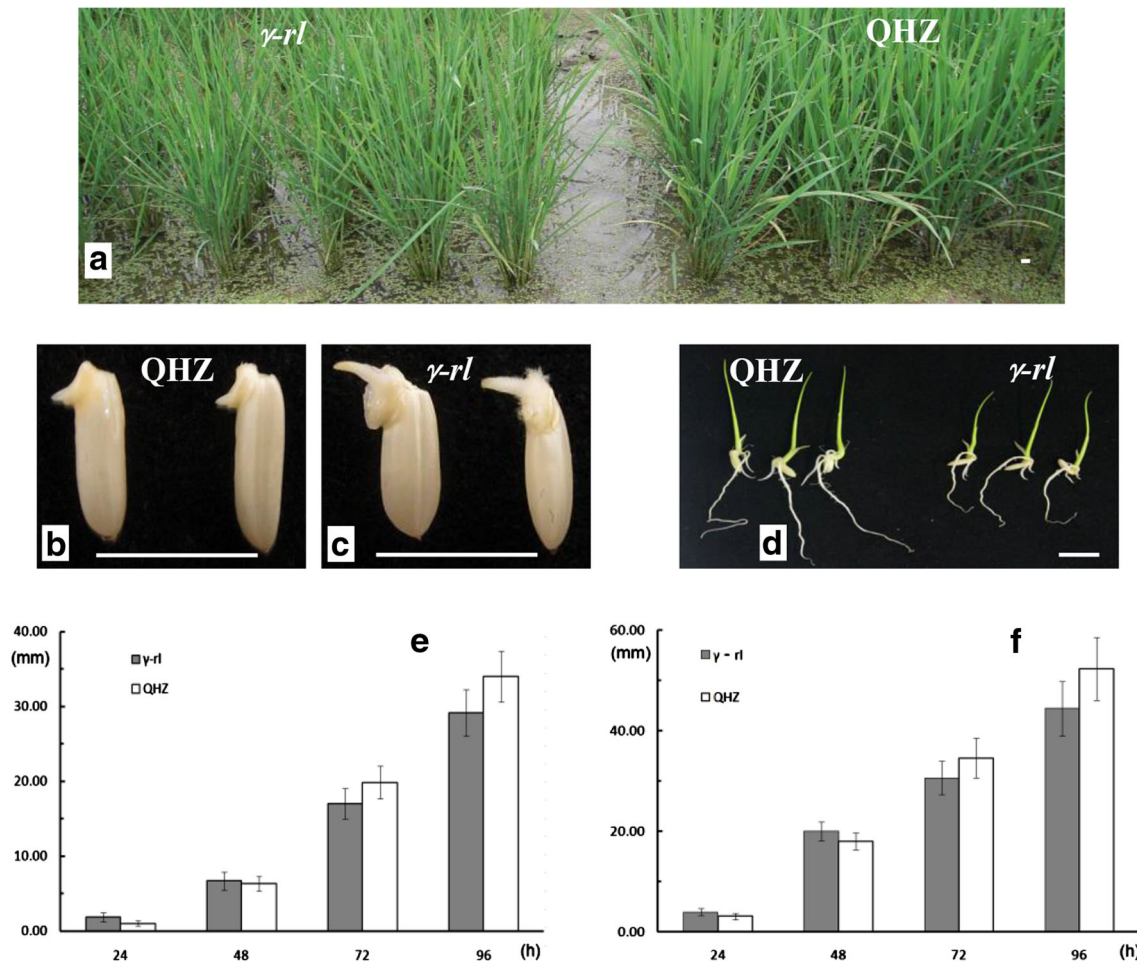 γ-rl
QHZ
a
QHZ
b
γ-rl
c
QHZ
γ-rl
d
e
40.00
(mm)
γ-rl
QHZ
30.00
20.00
10.00
0.00
24 48 72 96 (h)
f
60.00
(mm)
γ - rl
QHZ
40.00
20.00
0.00
24 48 72 96 (h)